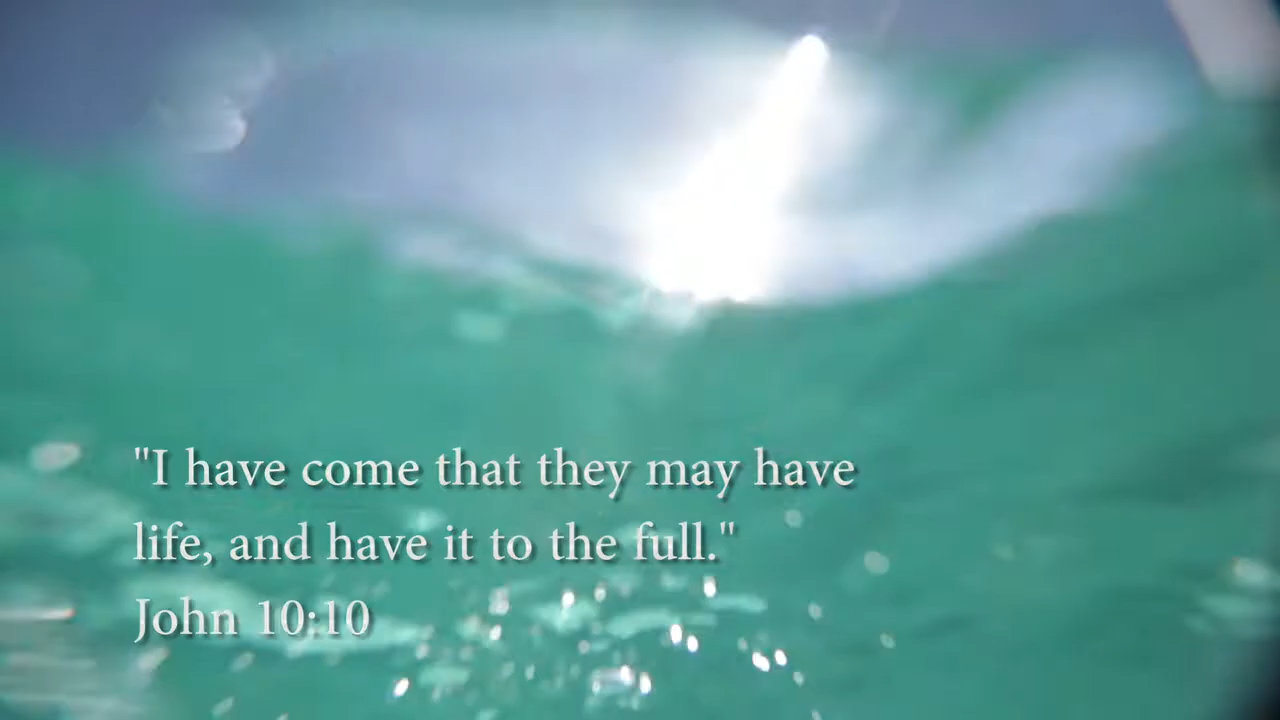 "I have come that they may have
life, and have it to the full."
John 10:10